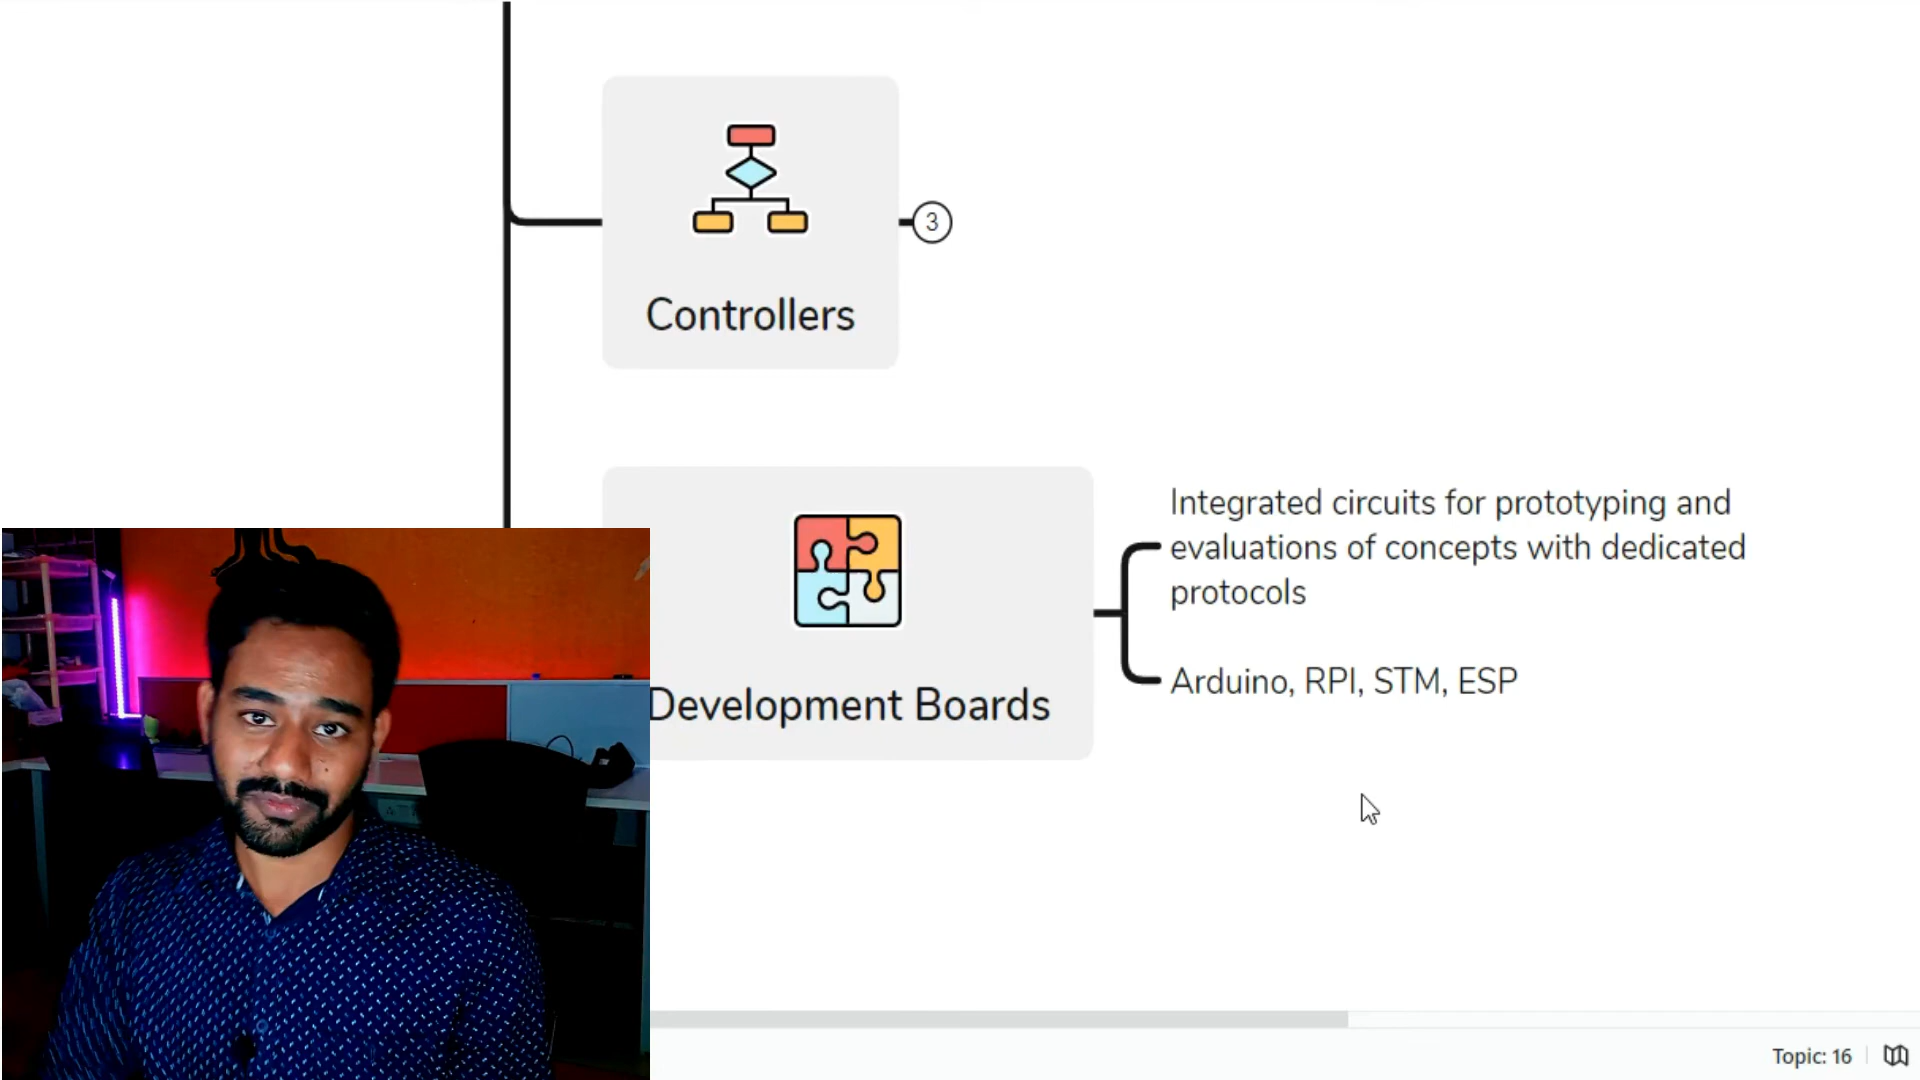 3
Controllers
Integrated circuits for prototyping and
evaluations of concepts with dedicated
protocols
Development Boards
Arduino, RPI, STM, ESP
Topic: 16